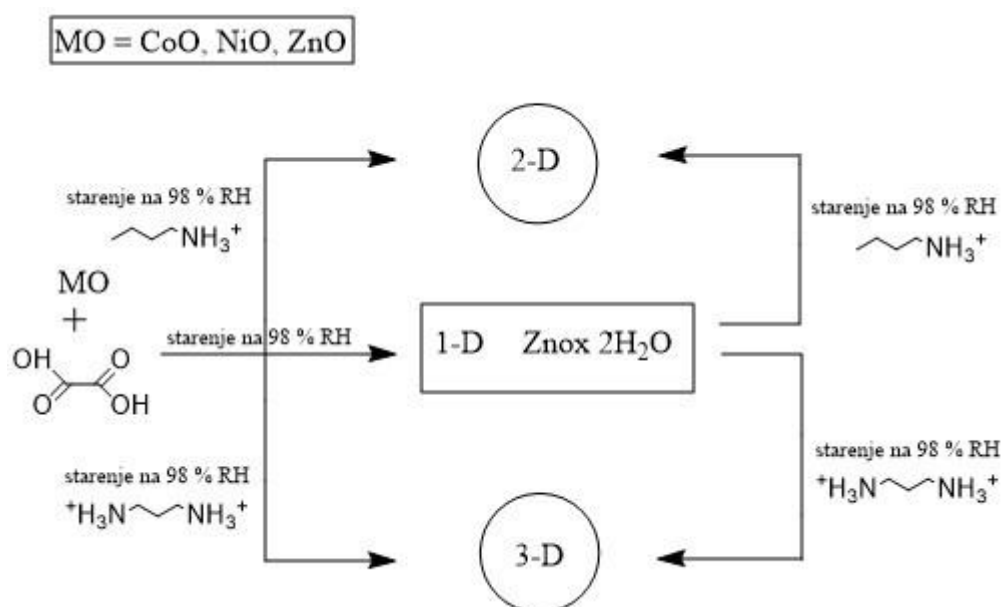 MO = CoO, NiO, ZnO
2-D
starenje na 98 % RH
NH₃⁺
starenje na 98 % RH
NH₃⁺
MO
+
OH
O
O
OH
starenje na 98 % RH
1-D Znox 2H₂O
starenje na 98 % RH
⁺H₃N NH₃⁺
starenje na 98 % RH
⁺H₃N NH₃⁺
3-D